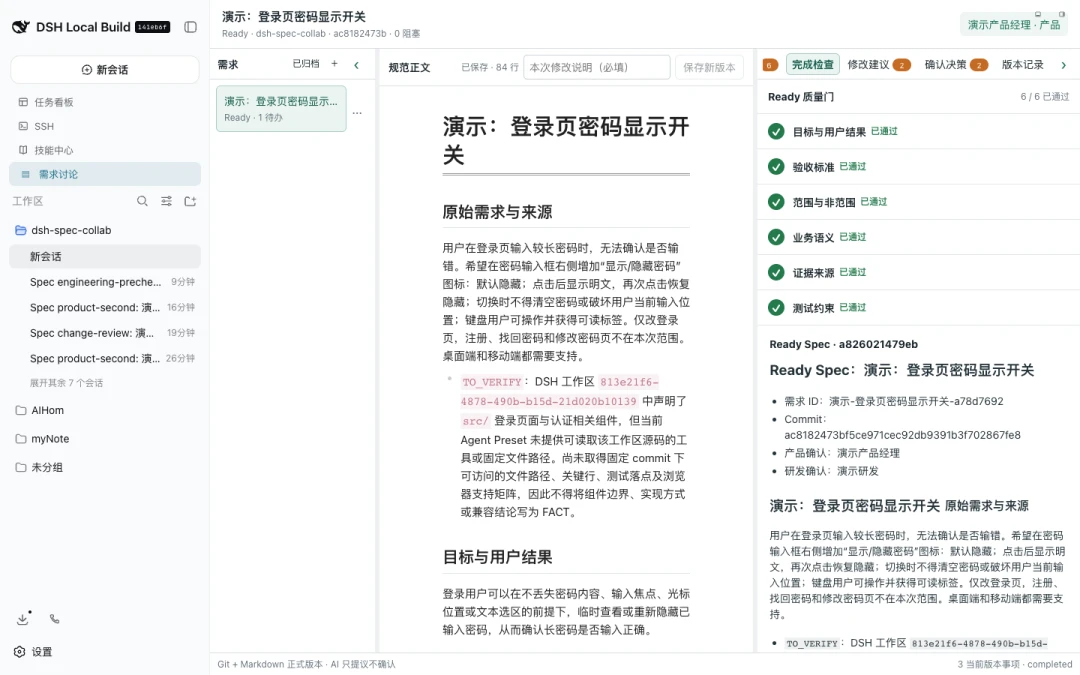 DSH Local Build 141eb6f
新会话
任务看板
SSH
技能中心
需求讨论
工作区
dsh-spec-collab
新会话
Spec engineering-preche... 9分钟
Spec product-second: 演... 16分钟
Spec change-review: 演... 19分钟
Spec product-second: 演... 26分钟
展开其余 7 个会话
AIHom
myNote
未分组
设置
演示：登录页密码显示开关
Ready · dsh-spec-collab · ac8182473b · 0 阻塞
演示产品经理 · 产品
需求 已归档 + ‹
演示：登录页密码显示...
Ready · 1 待办
...
规范正文 已保存 · 84 行 本次修改说明（必填） 保存新版本
演示：登录页密码显示开
关
原始需求与来源
用户在登录页输入较长密码时，无法确认是否输
错。希望在密码输入框右侧增加“显示/隐藏密码”
图标：默认隐藏；点击后显示明文，再次点击恢复
隐藏；切换时不得清空密码或破坏用户当前输入位
置；键盘用户可操作并获得可读标签。仅改登录
页，注册、找回密码和修改密码页不在本次范围。
桌面端和移动端都需要支持。
TO_VERIFY：DSH 工作区 813e21f6-
4878-490b-b15d-21d020b10139 中声明了
src/ 登录页面与认证相关组件，但当前
Agent Preset 未提供可读取该工作区源码的工
具或固定文件路径。尚未取得固定 commit 下
可访问的文件路径、关键行、测试落点及浏览
器支持矩阵，因此不得将组件边界、实现方式
或兼容结论写为 FACT。
目标与用户结果
登录用户可以在不丢失密码内容、输入焦点、光标
位置或文本选区的前提下，临时查看或重新隐藏已
输入密码，从而确认长密码是否输入正确。
6 完成检查 修改建议 2 确认决策 2 版本记录 ›
Ready 质量门 6 / 6 已通过
目标与用户结果 已通过
验收标准 已通过
范围与非范围 已通过
业务语义 已通过
证据来源 已通过
测试约束 已通过
Ready Spec · a826021479eb
Ready Spec：演示：登录页密码显示开关
需求 ID：演示-登录页密码显示开关-a78d7692
Commit：
ac8182473bf5ce971cec92db9391b3f702867fe8
产品确认：演示产品经理
研发确认：演示研发
演示：登录页密码显示开关 原始需求与来源
用户在登录页输入较长密码时，无法确认是否输错。希望在密码
输入框右侧增加“显示/隐藏密码”图标：默认隐藏；点击后显示明
文，再次点击恢复隐藏；切换时不得清空密码或破坏用户当前输
入位置；键盘用户可操作并获得可读标签。仅改登录页，注册、
找回密码和修改密码页不在本次范围。桌面端和移动端都需要支
持。
TO_VERIFY：DSH 工作区 813e21f6-4878-490b-b15d-
Git + Markdown 正式版本 · AI 只提议不确认
3 当前版本事项 · completed